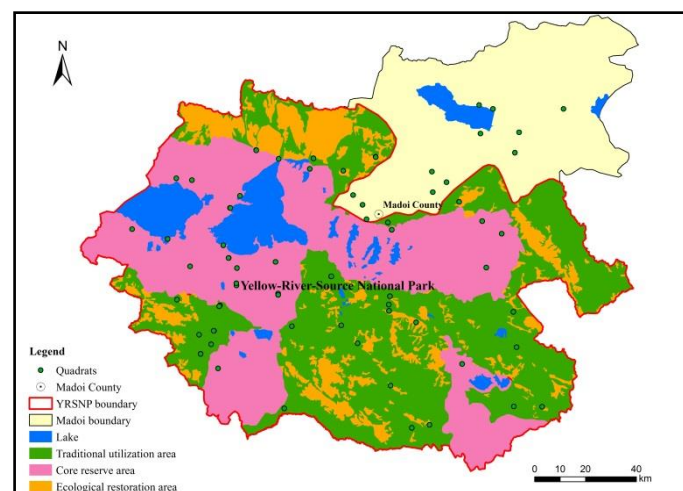 N
Madoi County
Yellow-River-Source National Park
Legend
Quadrats
Madoi County
YRSNP boundary
Madoi boundary
Lake
Traditional utilization area
Core reserve area
Ecological restoration area
0 10 20 40
km